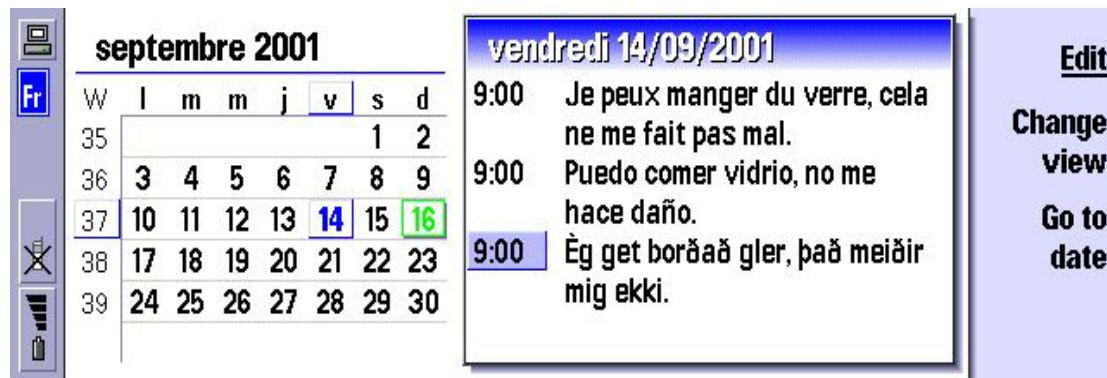 Fr
septembre 2001
W l m m j v s d
35 1 2
36 3 4 5 6 7 8 9
37 10 11 12 13 14 15 16
38 17 18 19 20 21 22 23
39 24 25 26 27 28 29 30
vendredi 14/09/2001
9:00 Je peux manger du verre, cela
ne me fait pas mal.
9:00 Puedo comer vidrio, no me
hace daño.
9:00 Èg get borðað gler, það meiðir
mig ekki.
Edit
Change
view
Go to
date